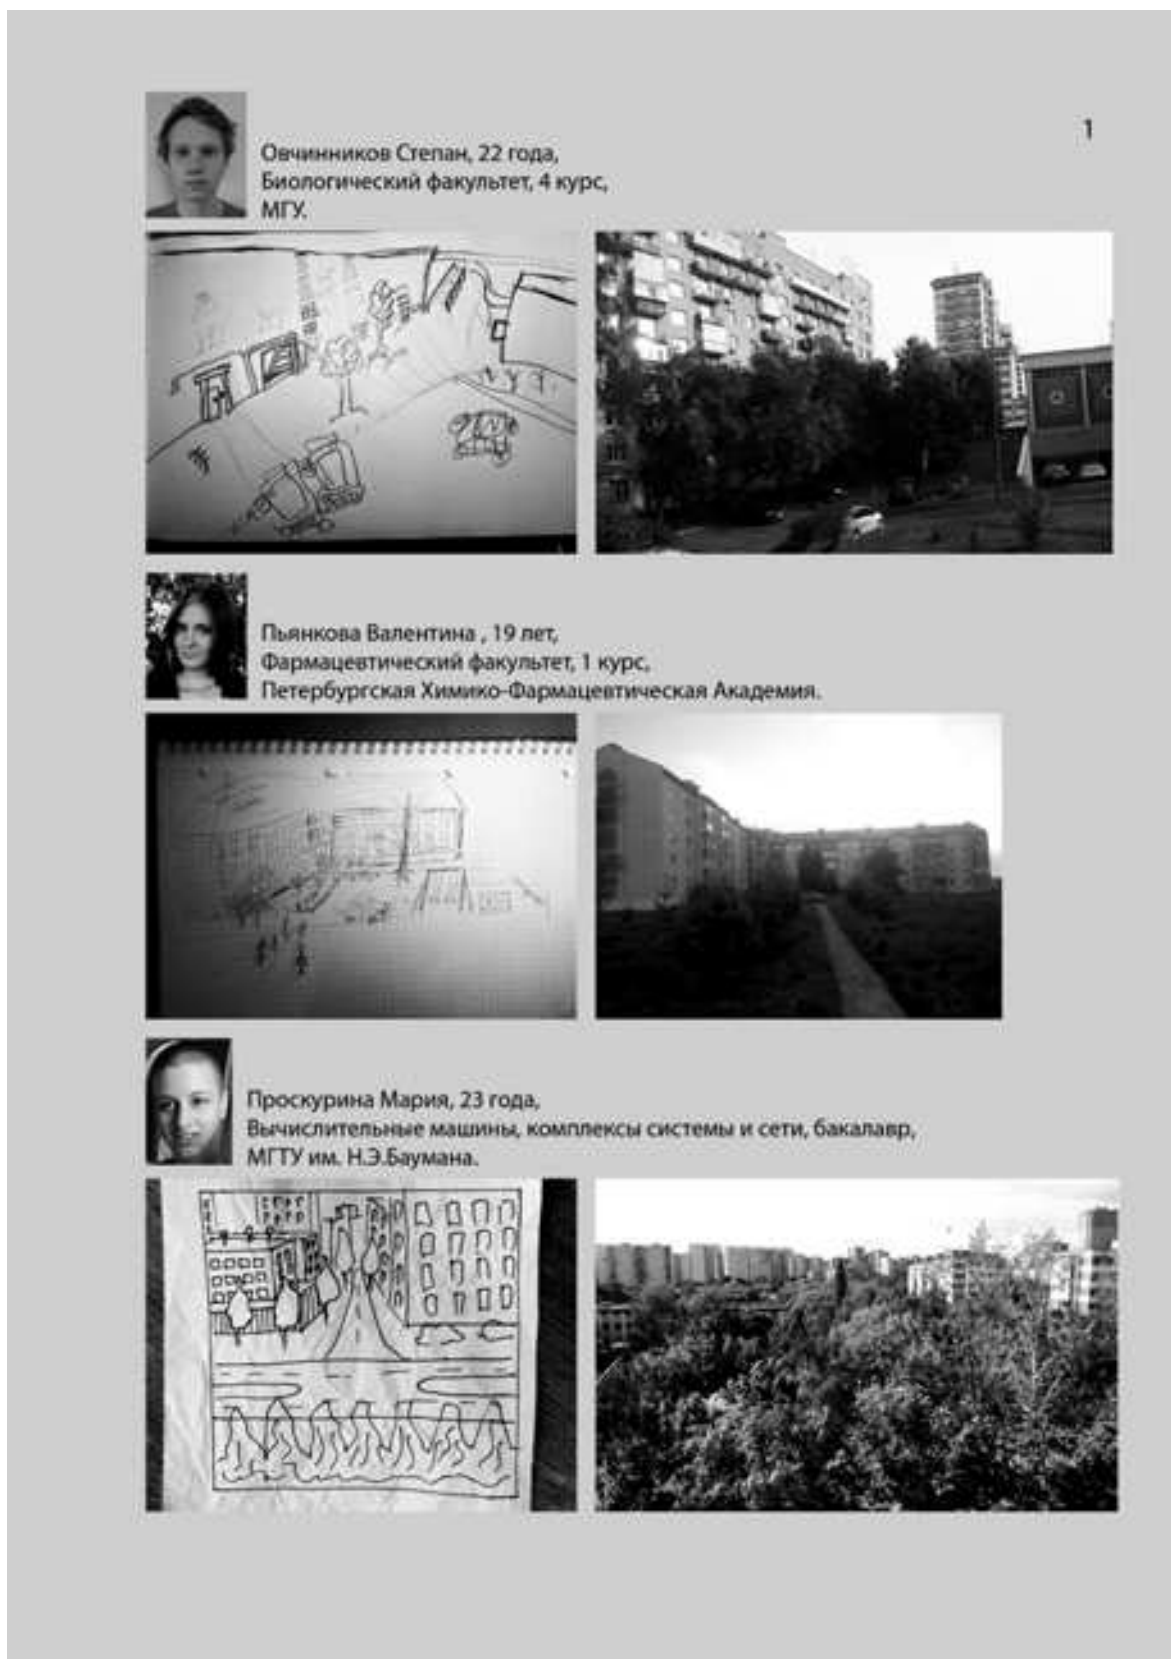 1
Овчинников Степан, 22 года,
Биологический факультет, 4 курс,
МГУ.
Пьянкова Валентина , 19 лет,
Фармацевтический факультет, 1 курс,
Петербургская Химико-Фармацевтическая Академия.
Проскурина Мария, 23 года,
Вычислительные машины, комплексы системы и сети, бакалавр,
МГТУ им. Н.Э.Баумана.